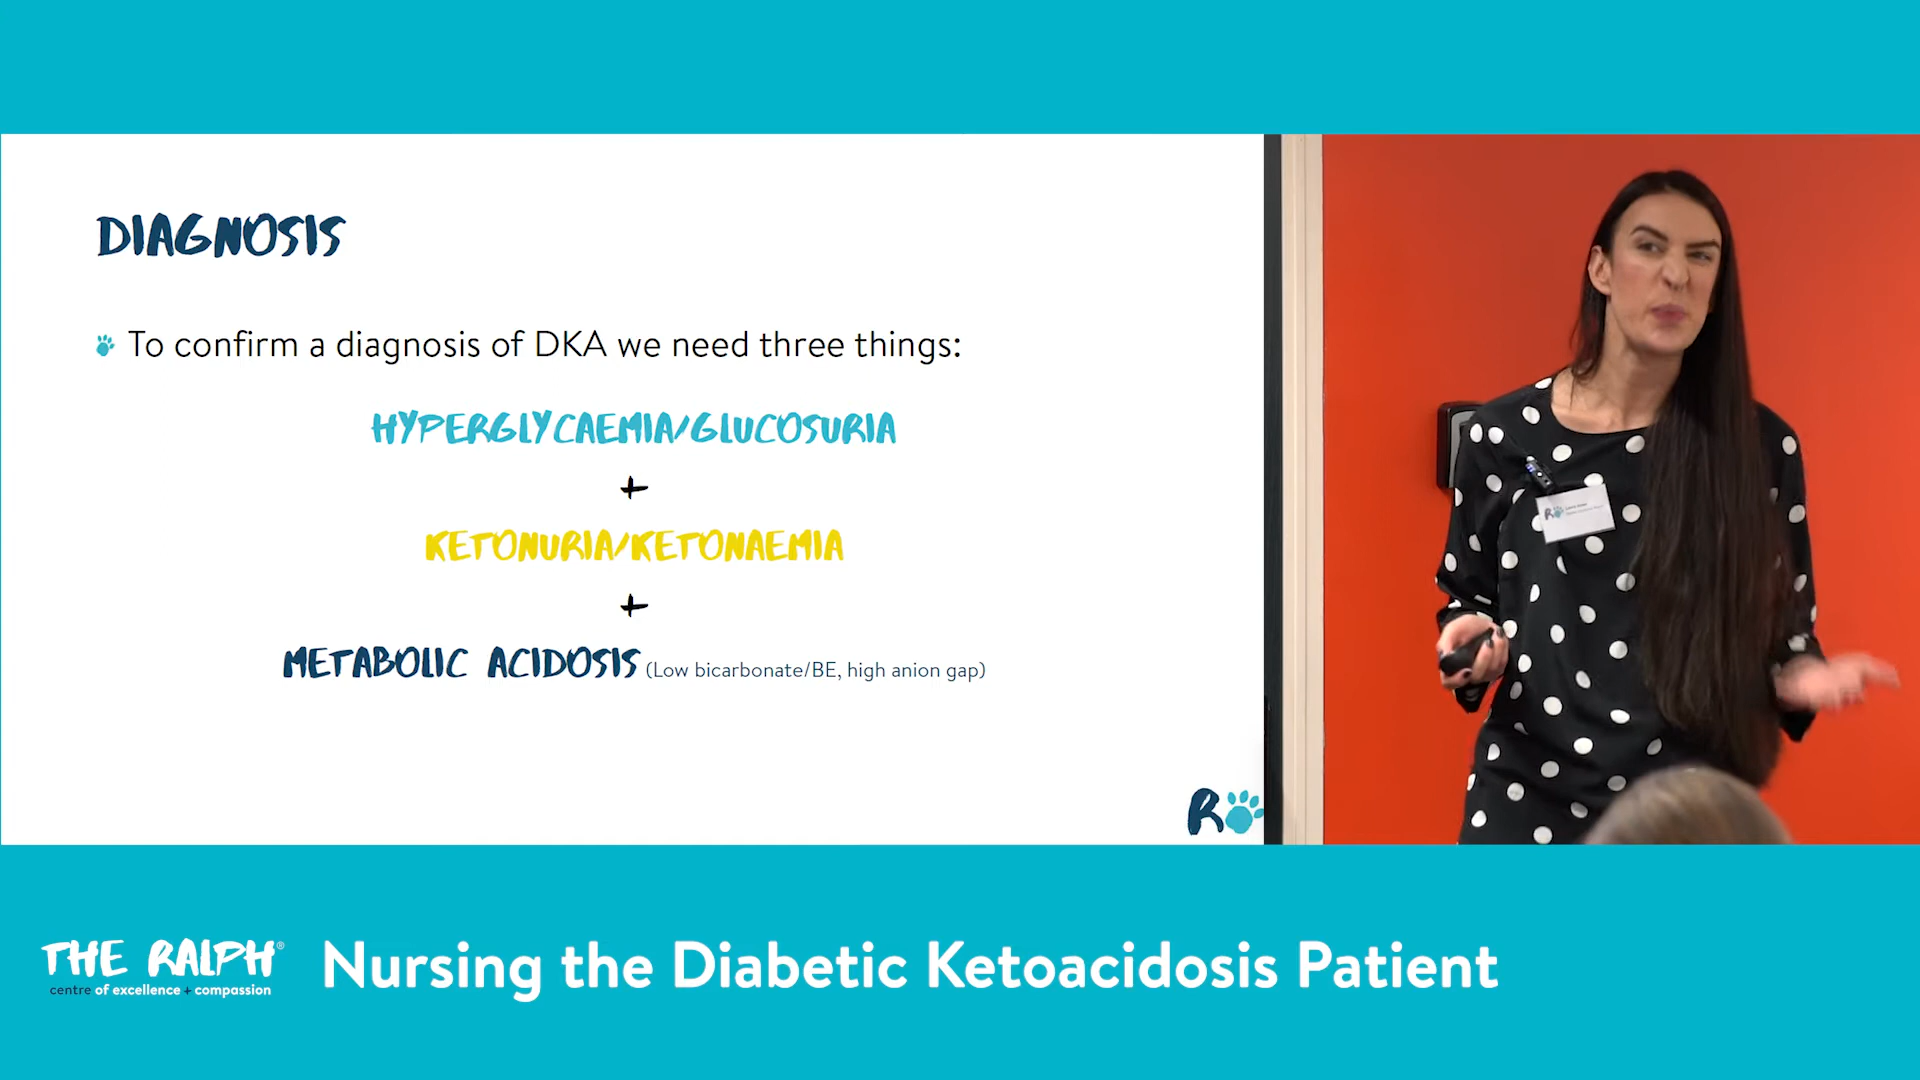 DIAGNOSIS
To confirm a diagnosis of DKA we need three things:
HYPERGLYCAEMIA/GLUCOSURIA
+
KETONURIA/KETONAEMIA
+
METABOLIC ACIDOSIS (Low bicarbonate/BE, high anion gap)
R
R
THE RALPH®
centre of excellence + compassion
Nursing the Diabetic Ketoacidosis Patient